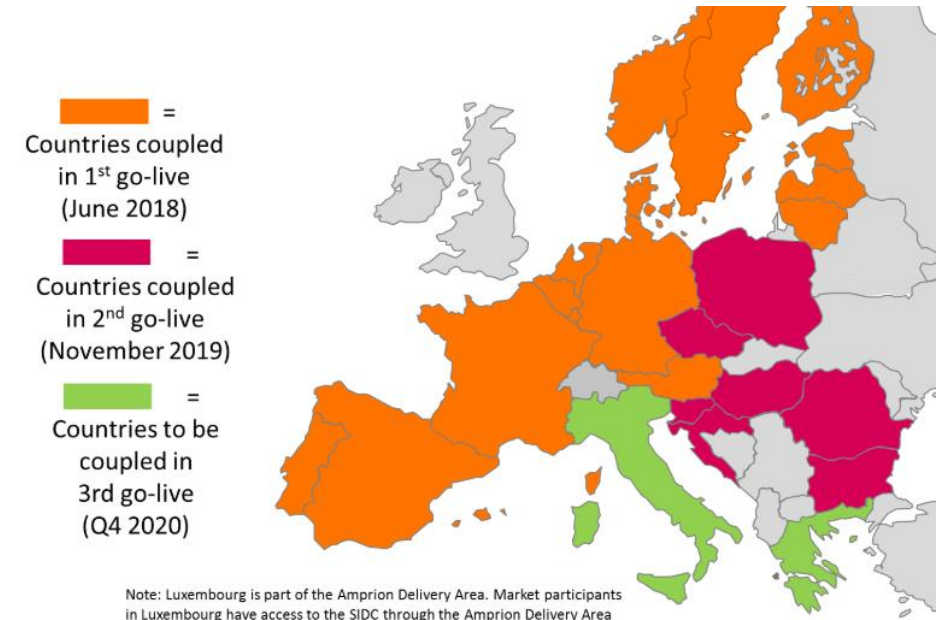 =
Countries coupled
in 1st go-live
(June 2018)
=
Countries coupled
in 2nd go-live
(November 2019)
=
Countries to be
coupled in
3rd go-live
(Q4 2020)
Note: Luxembourg is part of the Amprion Delivery Area. Market participants
in Luxembourg have access to the SIDC through the Amprion Delivery Area